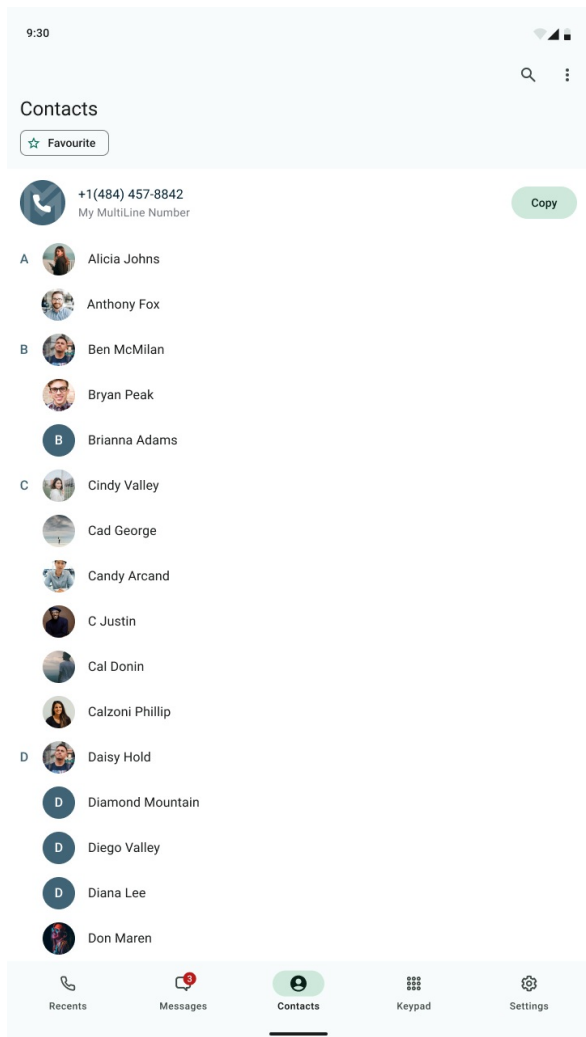 9:30
Contacts
Favourite
+1(484) 457-8842
My MultiLine Number
Copy
A
Alicia Johns
Anthony Fox
B
Ben McMilan
Bryan Peak
B
Brianna Adams
C
Cindy Valley
Cad George
Candy Arcand
C Justin
Cal Donin
Calzoni Phillip
D
Daisy Hold
D
Diamond Mountain
D
Diego Valley
D
Diana Lee
Don Maren
3
Recents
Messages
Contacts
Keypad
Settings